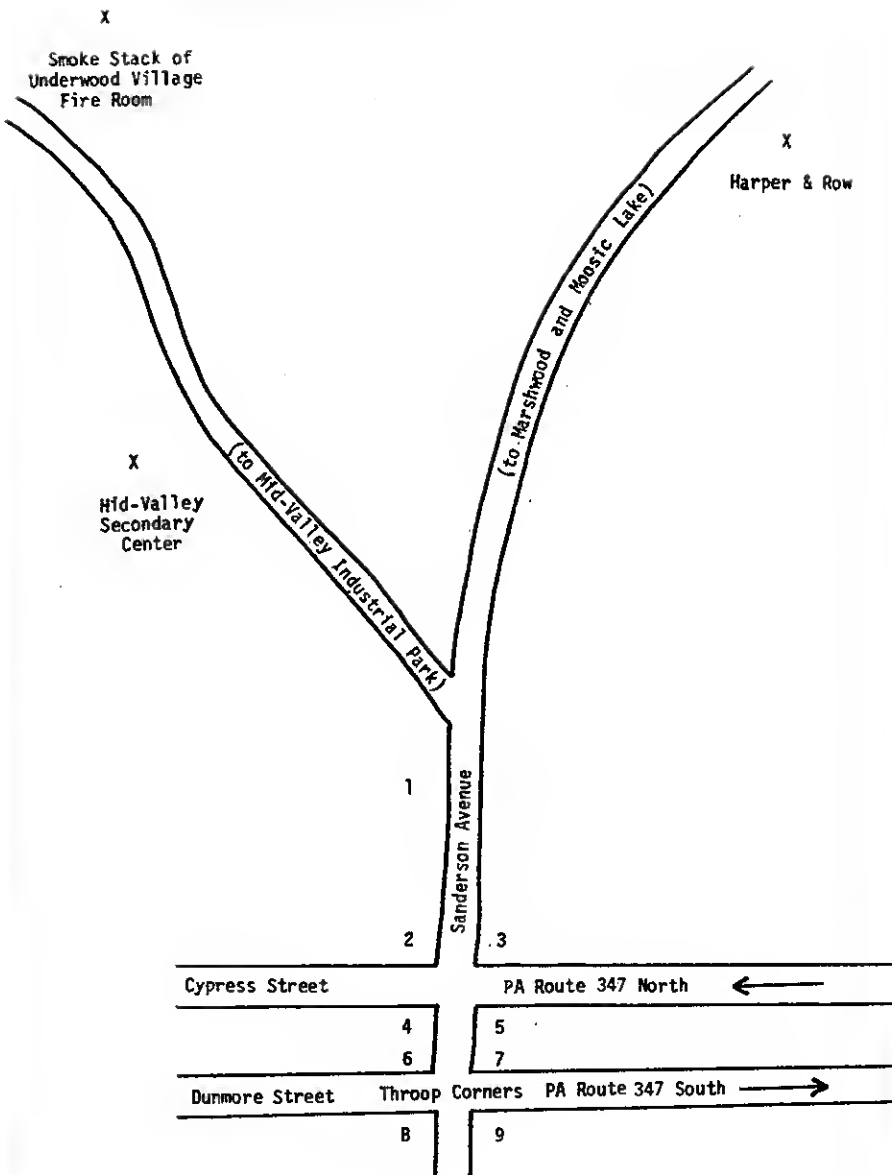 X
Smoke Stack of
Underwood Village
Fire Room
X
Harper & Row
(to Marshwood and Moosic Lake)
X
Mid-Valley
Secondary
Center
(to Mid-Valley Industrial Park)
1
Sanderson Avenue
2 3
Cypress Street PA Route 347 North
4 5
6 7
Dunmore Street Throop Corners PA Route 347 South
8 9